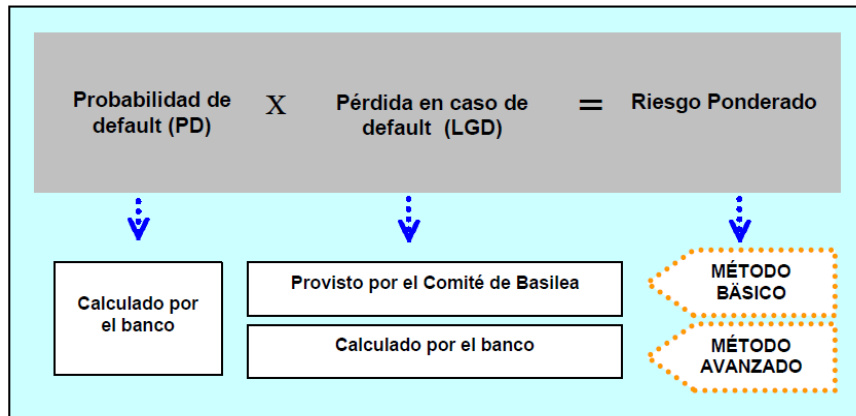 Probabilidad de
default (PD)
X
Pérdida en caso de
default (LGD)
=
Riesgo Ponderado
Calculado por
el banco
Provisto por el Comité de Basilea
Calculado por el banco
MÉTODO
BÄSICO
MÉTODO
AVANZADO